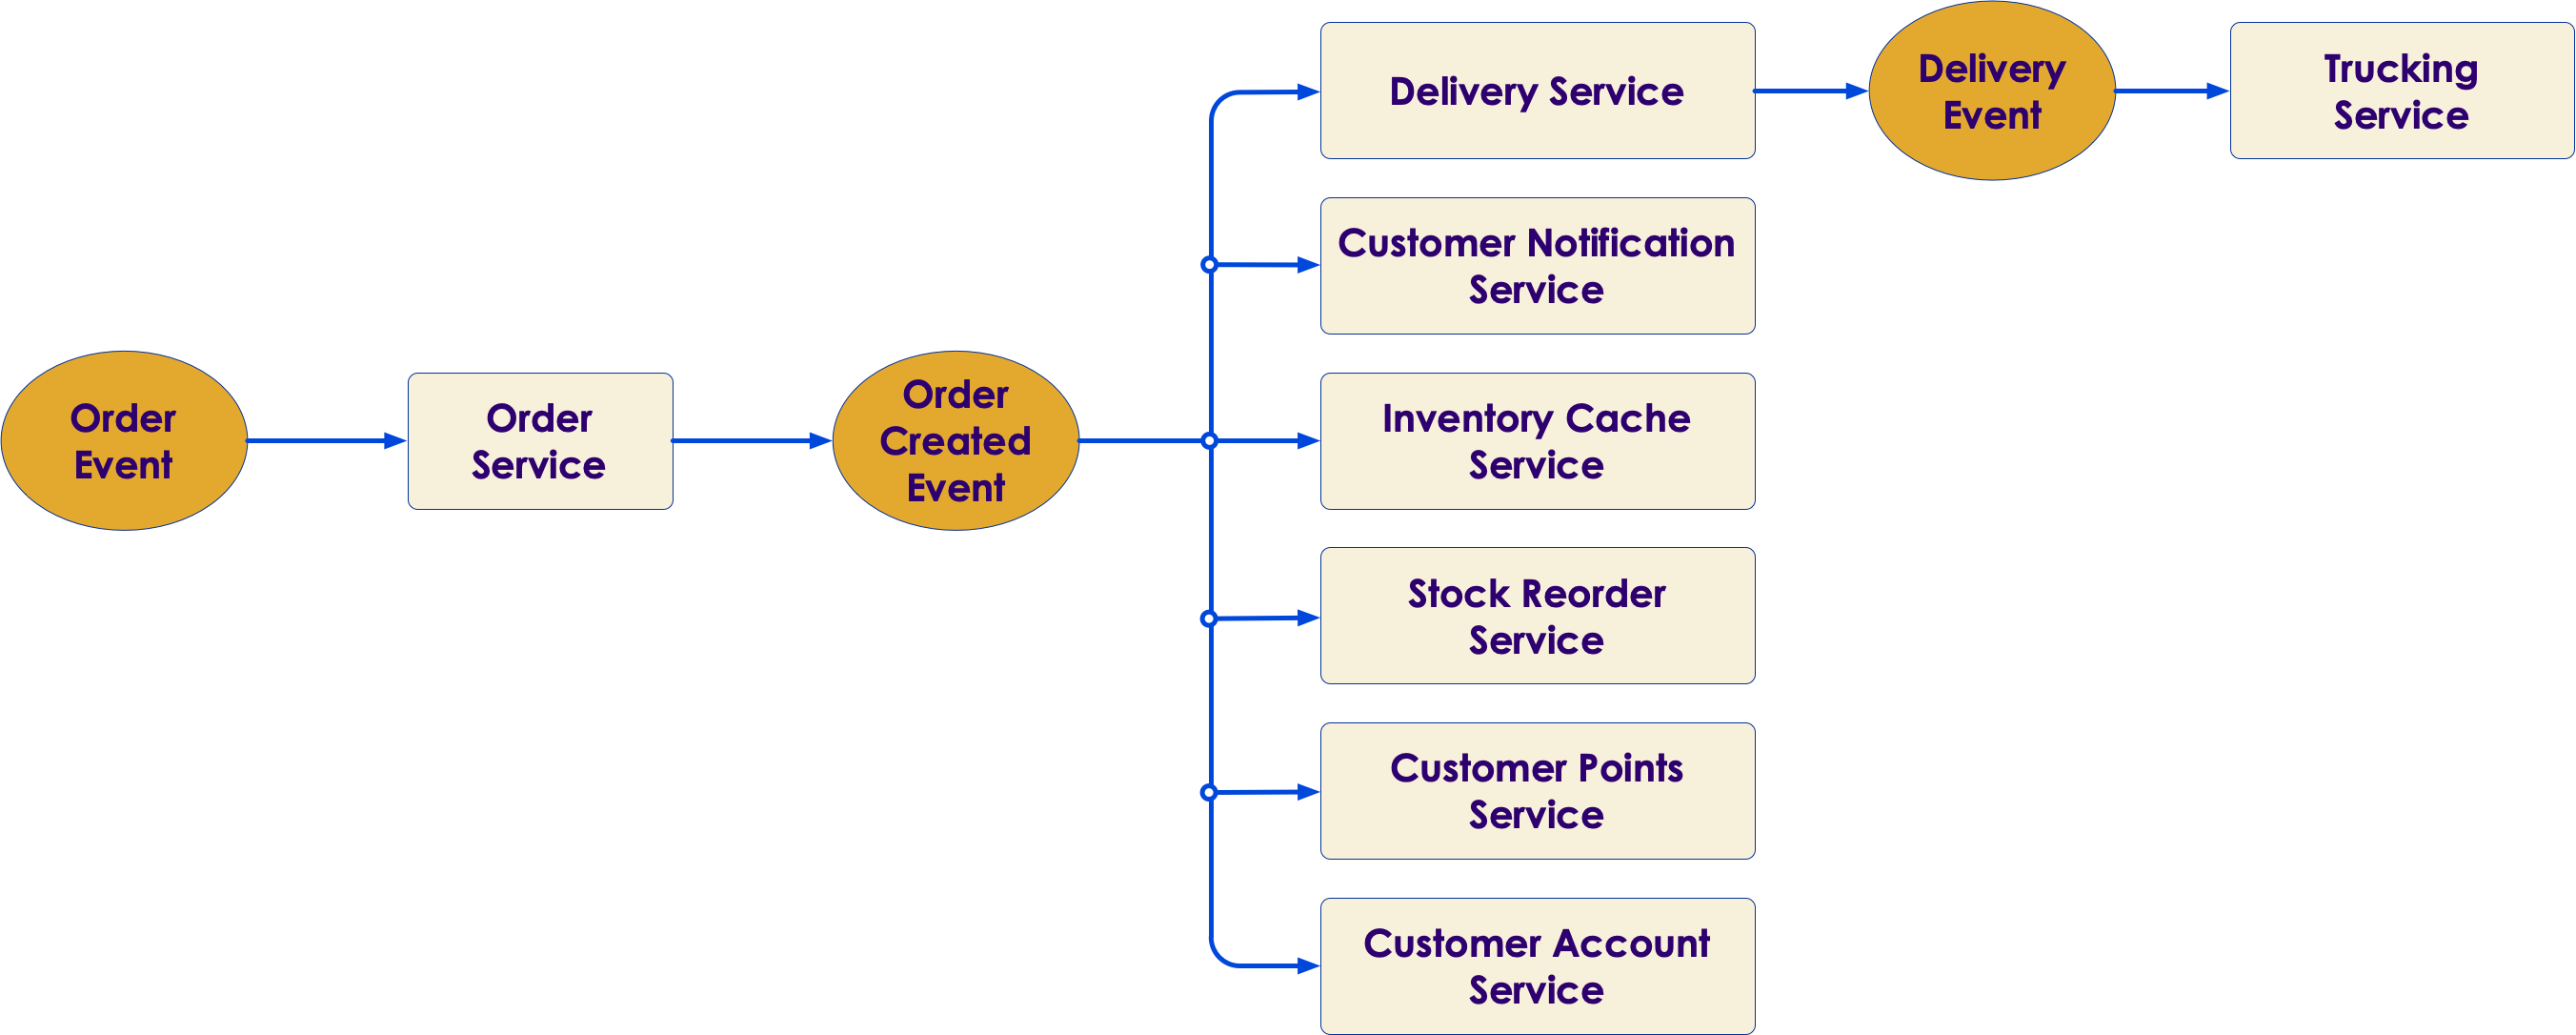 Order
Event
Order
Service
Order
Created
Event
Delivery Service
Delivery
Event
Trucking
Service
Customer Notification
Service
Inventory Cache
Service
Stock Reorder
Service
Customer Points
Service
Customer Account
Service